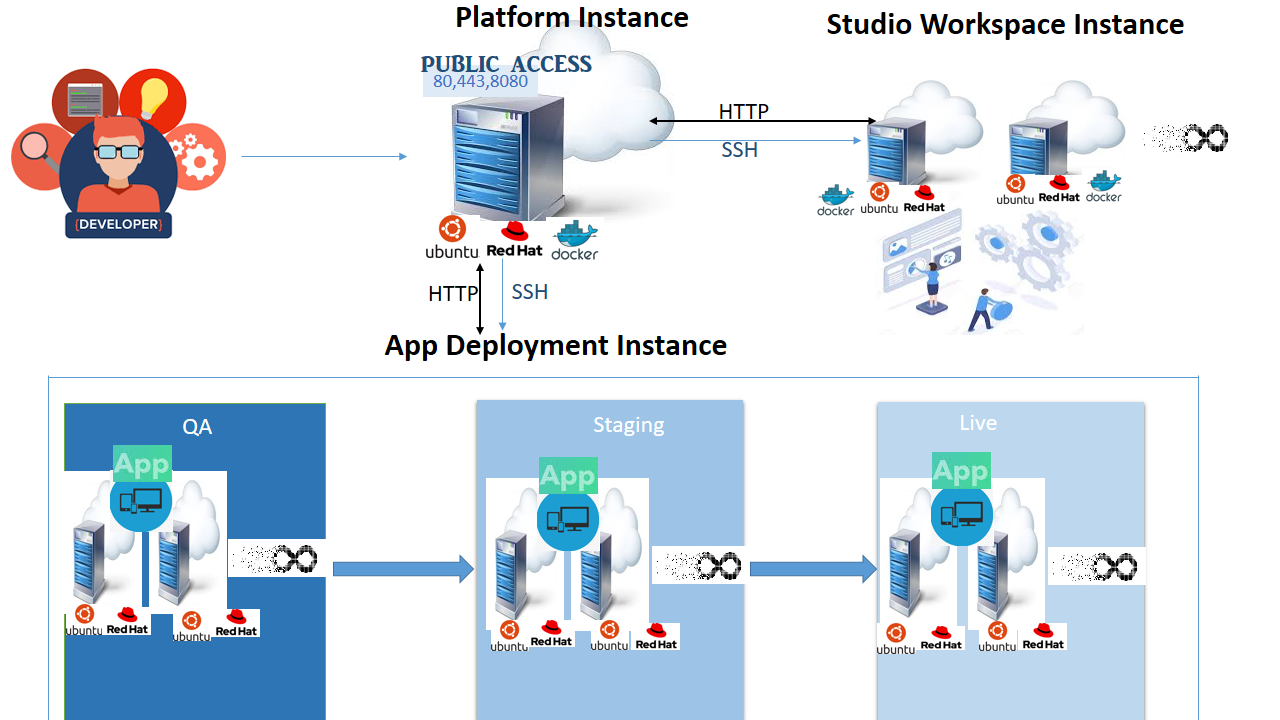 Platform Instance
Studio Workspace Instance
PUBLIC ACCESS
80,443,8080
HTTP
SSH
{DEVELOPER}
ubuntu
Red Hat
docker
docker
ubuntu
Red Hat
ubuntu
Red Hat
docker
HTTP
SSH
App Deployment Instance
QA
Staging
Live
App
App
App
ubuntu
Red Hat
ubuntu
Red Hat
ubuntu
Red Hat
ubuntu
Red Hat
ubuntu
Red Hat
ubuntu
Red Hat